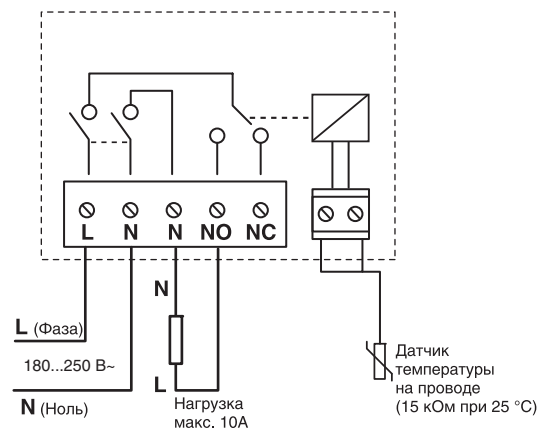 L N N NO NC
N
L (Фаза)
180...250 В~
L
N (Ноль)
Нагрузка
макс. 10А
Датчик
температуры
на проводе
(15 кОм при 25 °C)